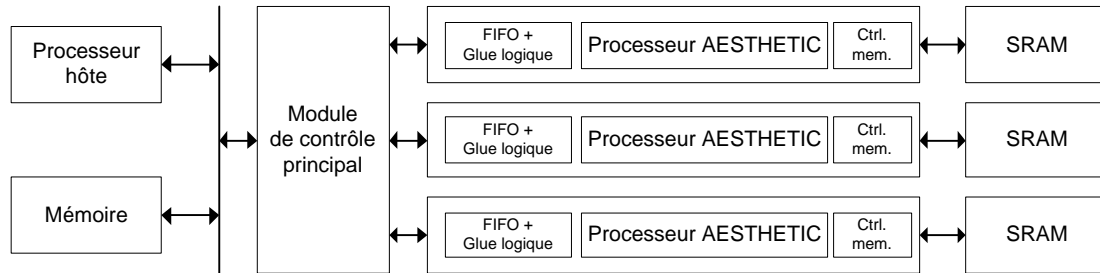 Processeur
hôte
Mémoire
Module
de contrôle
principal
FIFO +
Glue logique
Processeur AESTHETIC
Ctrl.
mem.
SRAM
FIFO +
Glue logique
Processeur AESTHETIC
Ctrl.
mem.
SRAM
FIFO +
Glue logique
Processeur AESTHETIC
Ctrl.
mem.
SRAM